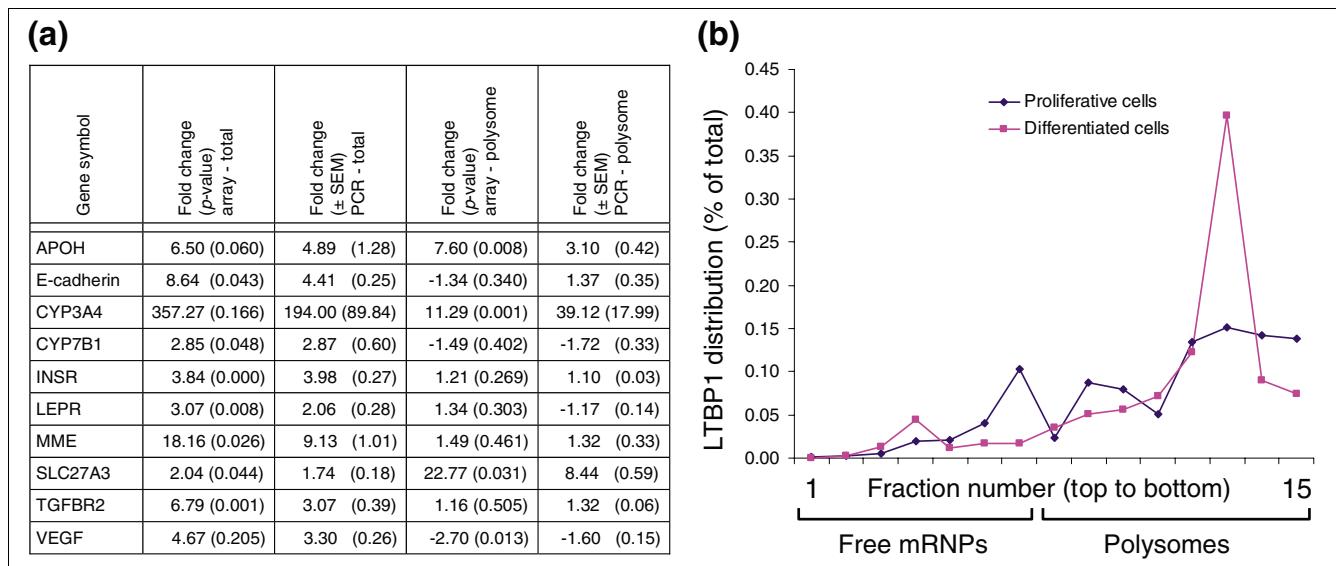 (a)
Gene symbol
Fold change
(p-value)
array - total
Fold change
(± SEM)
PCR - total
Fold change
(p-value)
array - polysome
Fold change
(± SEM)
PCR - polysome
APOH 6.50 (0.060) 4.89 (1.28) 7.60 (0.008) 3.10 (0.42)
E-cadherin 8.64 (0.043) 4.41 (0.25) -1.34 (0.340) 1.37 (0.35)
CYP3A4 357.27 (0.166) 194.00 (89.84) 11.29 (0.001) 39.12 (17.99)
CYP7B1 2.85 (0.048) 2.87 (0.60) -1.49 (0.402) -1.72 (0.33)
INSR 3.84 (0.000) 3.98 (0.27) 1.21 (0.269) 1.10 (0.03)
LEPR 3.07 (0.008) 2.06 (0.28) 1.34 (0.303) -1.17 (0.14)
MME 18.16 (0.026) 9.13 (1.01) 1.49 (0.461) 1.32 (0.33)
SLC27A3 2.04 (0.044) 1.74 (0.18) 22.77 (0.031) 8.44 (0.59)
TGFBR2 6.79 (0.001) 3.07 (0.39) 1.16 (0.505) 1.32 (0.06)
VEGF 4.67 (0.205) 3.30 (0.26) -2.70 (0.013) -1.60 (0.15)
(b)
LTBP1 distribution (% of total)
0.45
0.40
0.35
0.30
0.25
0.20
0.15
0.10
0.05
0.00
Proliferative cells
Differentiated cells
1 Fraction number (top to bottom) 15
Free mRNPs Polysomes